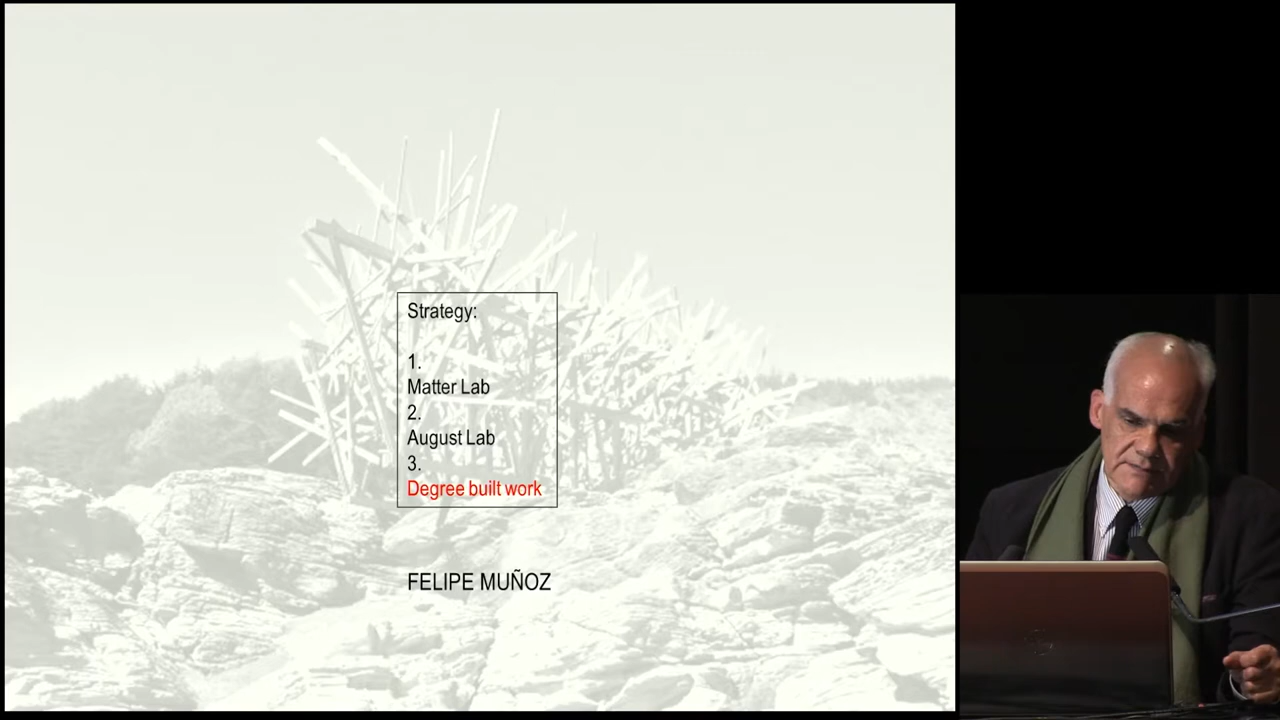 Strategy:
1.
Matter Lab
2.
August Lab
3.
Degree built work
FELIPE MUÑOZ